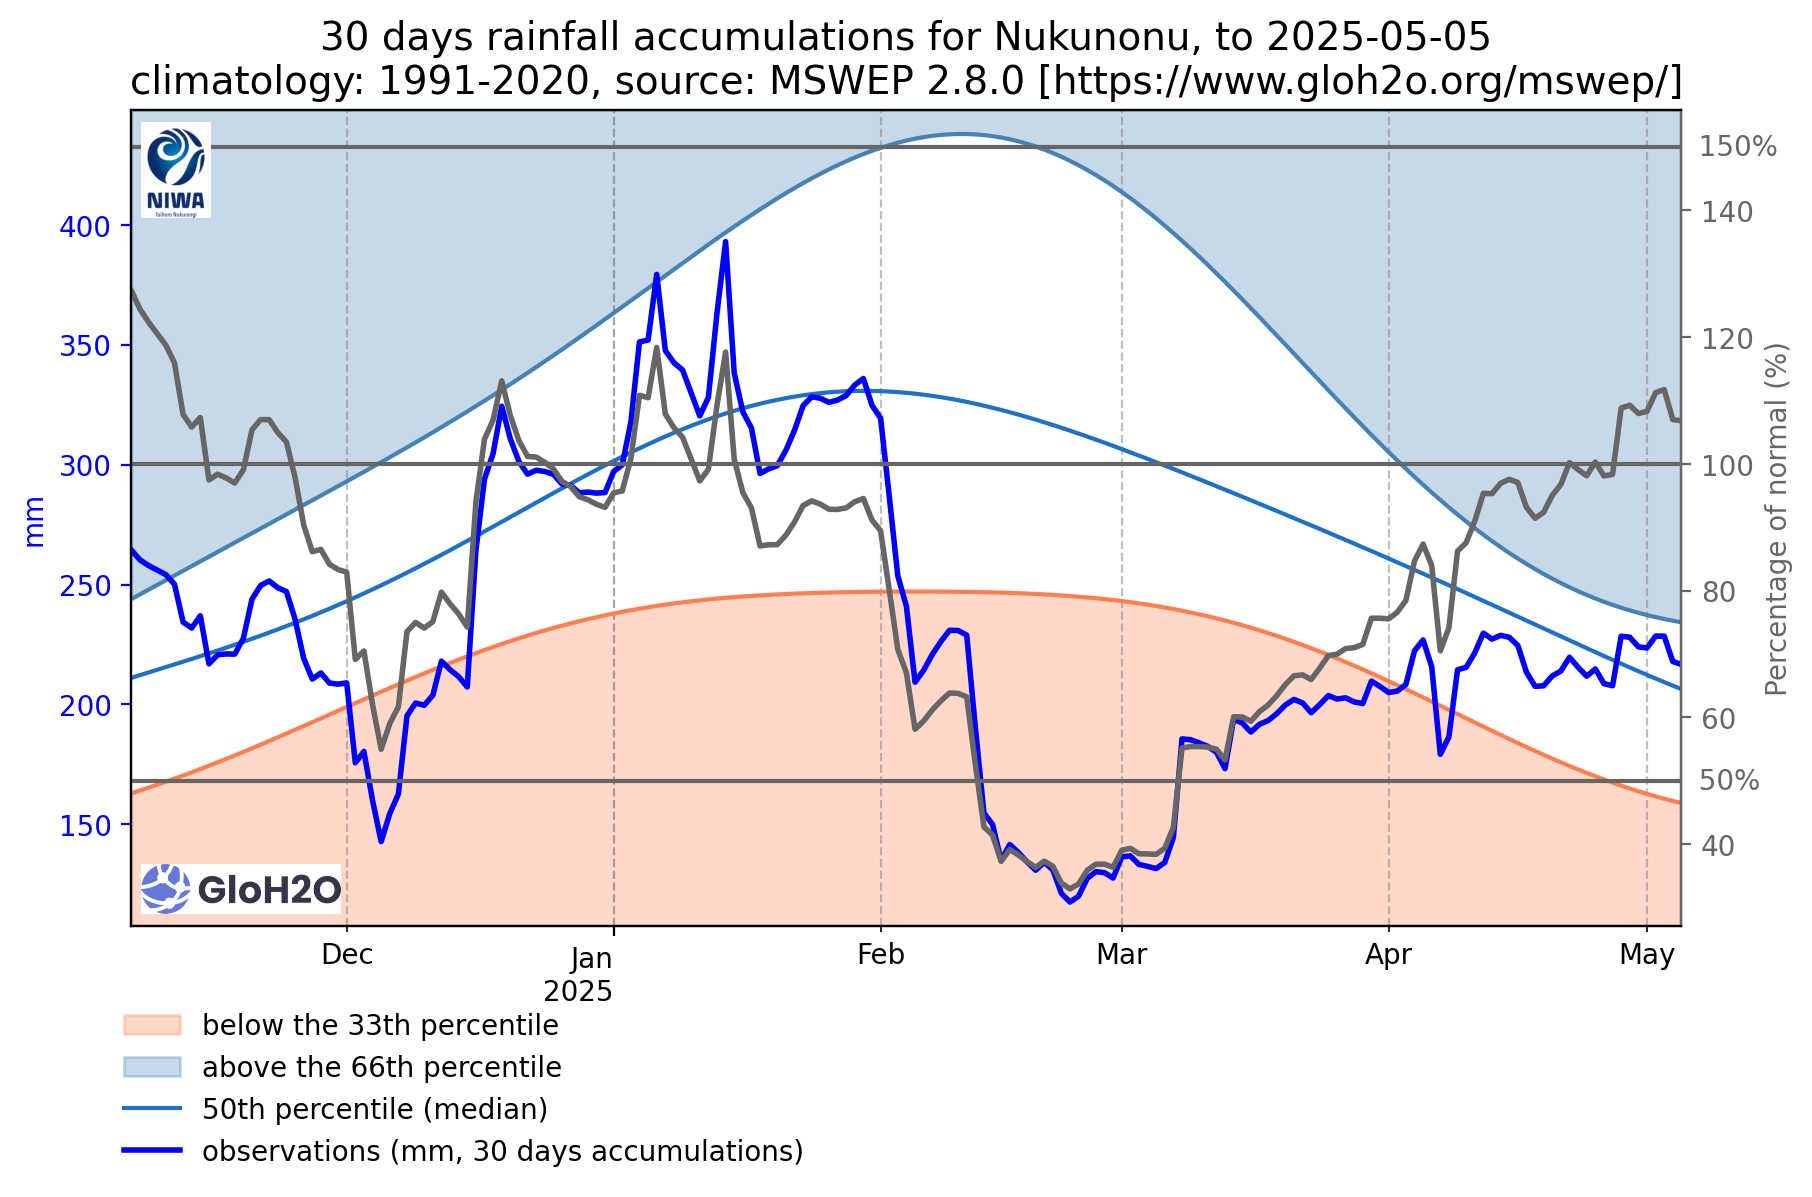 30 days rainfall accumulations for Nukunonu, to 2025-05-05
climatology: 1991-2020, source: MSWEP 2.8.0 [https://www.gloh2o.org/mswep/]
NIWA
Taihoro Nukurangi
400
350
300
250
200
150
mm
150%
140
120
100
80
60
50%
40
Percentage of normal (%)
GloH2O
Dec
Jan
2025
Feb
Mar
Apr
May
below the 33th percentile
above the 66th percentile
50th percentile (median)
observations (mm, 30 days accumulations)